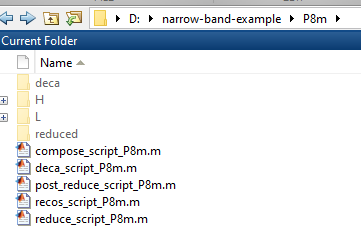 D: narrow-band-example P8m
Current Folder
Name
deca
H
L
reduced
compose_script_P8m.m
deca_script_P8m.m
post_reduce_script_P8m.m
recos_script_P8m.m
reduce_script_P8m.m